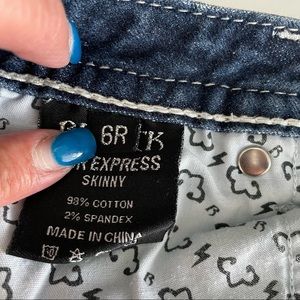 6R
EXPRESS
SKINNY
98% COTTON
2% SPANDEX
MADE IN CHINA